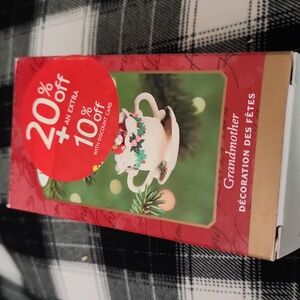 20%
off
+ AN EXTRA
10%
off
WITH DISCOUNT CARD
Grandmother
DÉCORATION DES FÊTES